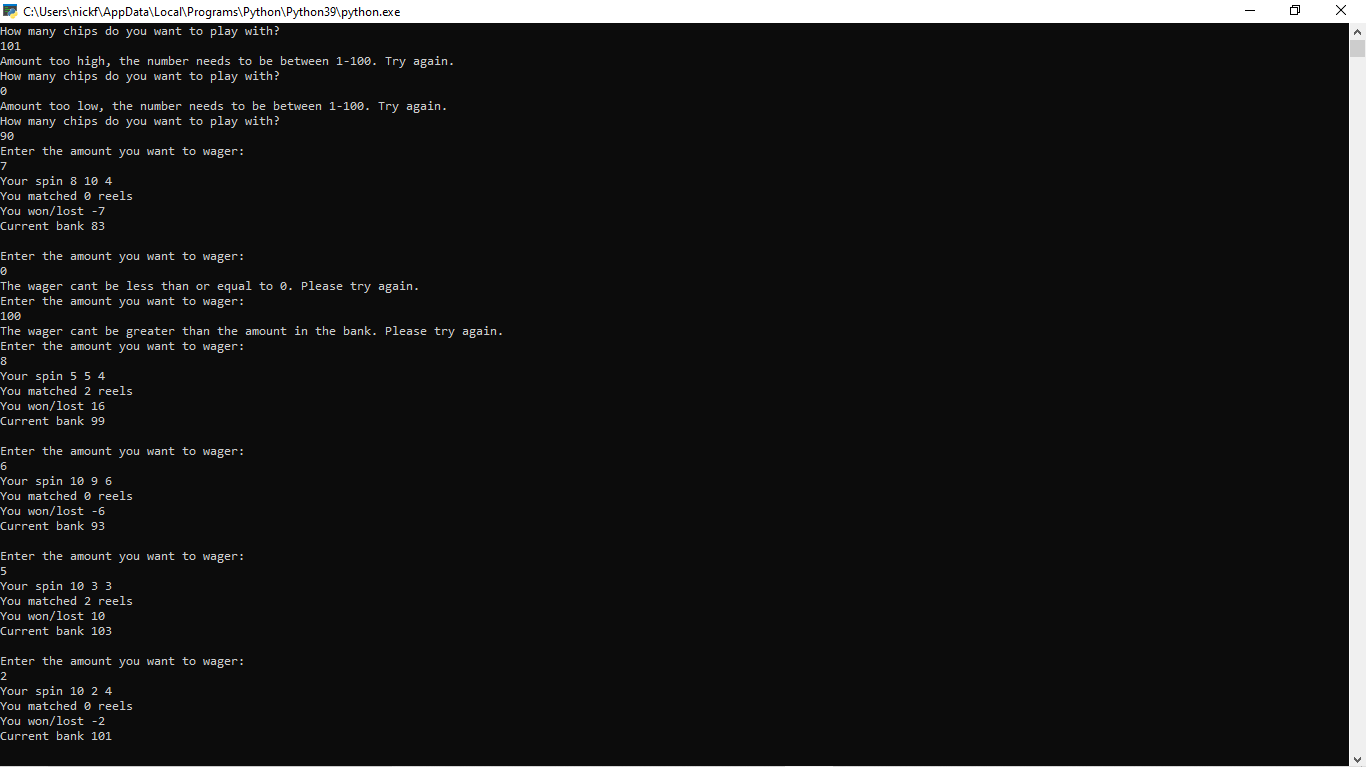 C:\Users\nickf\AppData\Local\Programs\Python\Python39\python.exe
How many chips do you want to play with?
101
Amount too high, the number needs to be between 1-100. Try again.
How many chips do you want to play with?
0
Amount too low, the number needs to be between 1-100. Try again.
How many chips do you want to play with?
90
Enter the amount you want to wager:
7
Your spin 8 10 4
You matched 0 reels
You won/lost -7
Current bank 83

Enter the amount you want to wager:
0
The wager cant be less than or equal to 0. Please try again.
Enter the amount you want to wager:
100
The wager cant be greater than the amount in the bank. Please try again.
Enter the amount you want to wager:
8
Your spin 5 5 4
You matched 2 reels
You won/lost 16
Current bank 99

Enter the amount you want to wager:
6
Your spin 10 9 6
You matched 0 reels
You won/lost -6
Current bank 93

Enter the amount you want to wager:
5
Your spin 10 3 3
You matched 2 reels
You won/lost 10
Current bank 103

Enter the amount you want to wager:
2
Your spin 10 2 4
You matched 0 reels
You won/lost -2
Current bank 101